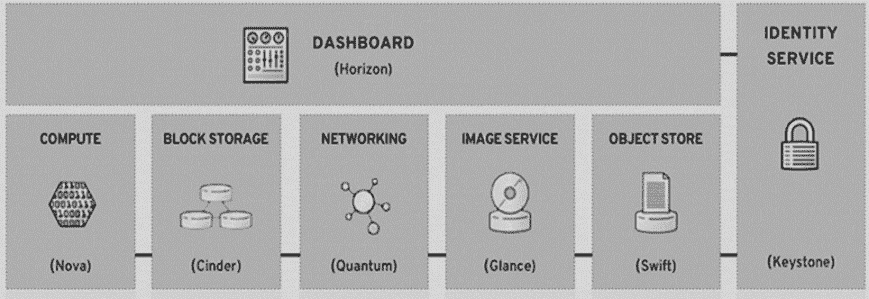 DASHBOARD
(Horizon)
IDENTITY
SERVICE
(Keystone)
COMPUTE
(Nova)
BLOCK STORAGE
(Cinder)
NETWORKING
(Quantum)
IMAGE SERVICE
(Glance)
OBJECT STORE
(Swift)